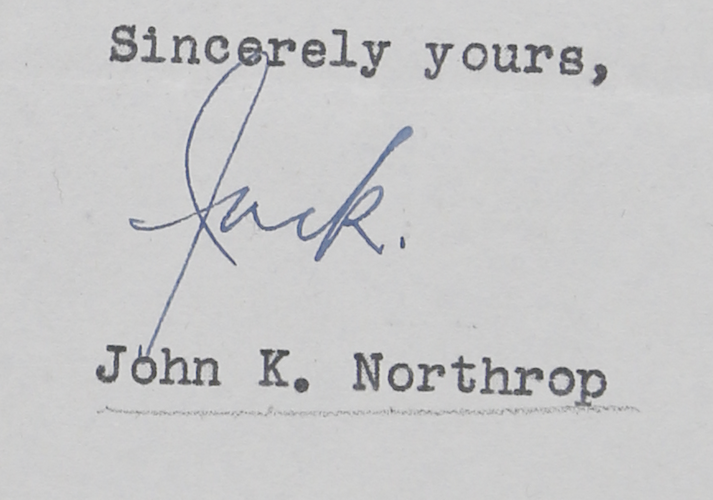 Sincerely yours,
Jack.
John K. Northrop